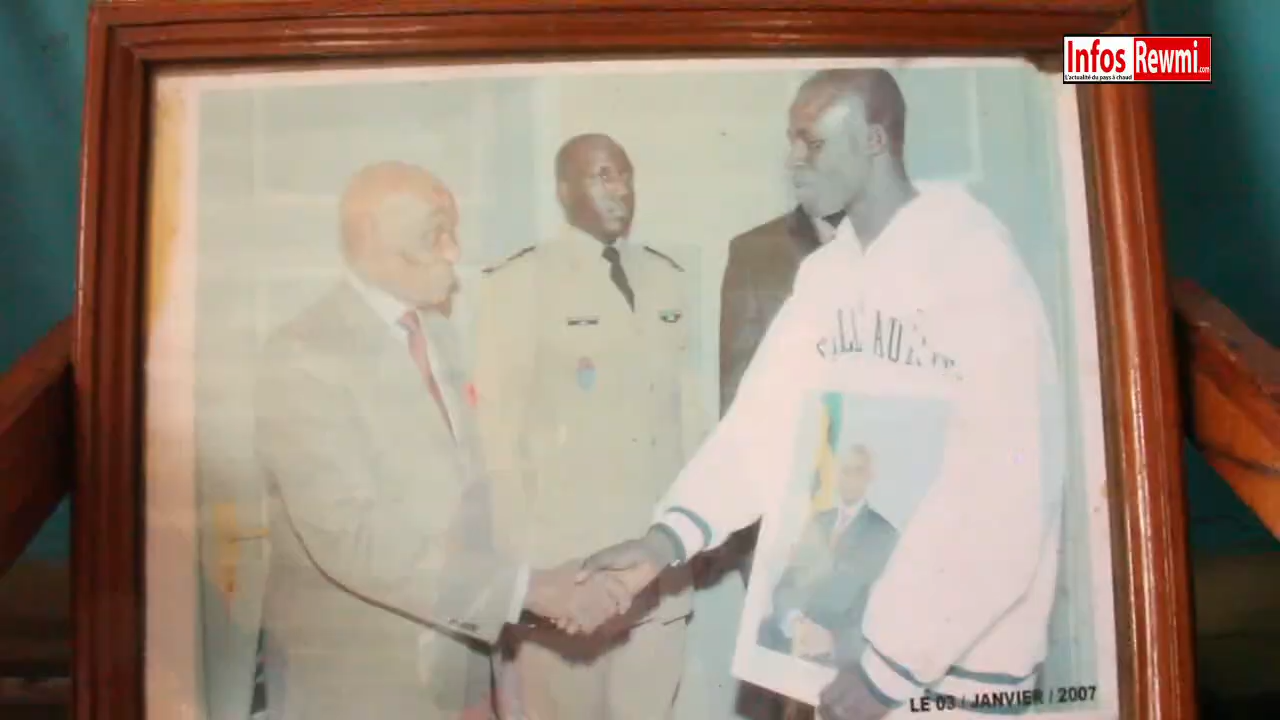 Infos Rewmi.com
L'actualité du pays à chaud
LE 03 / JANVIER / 2007